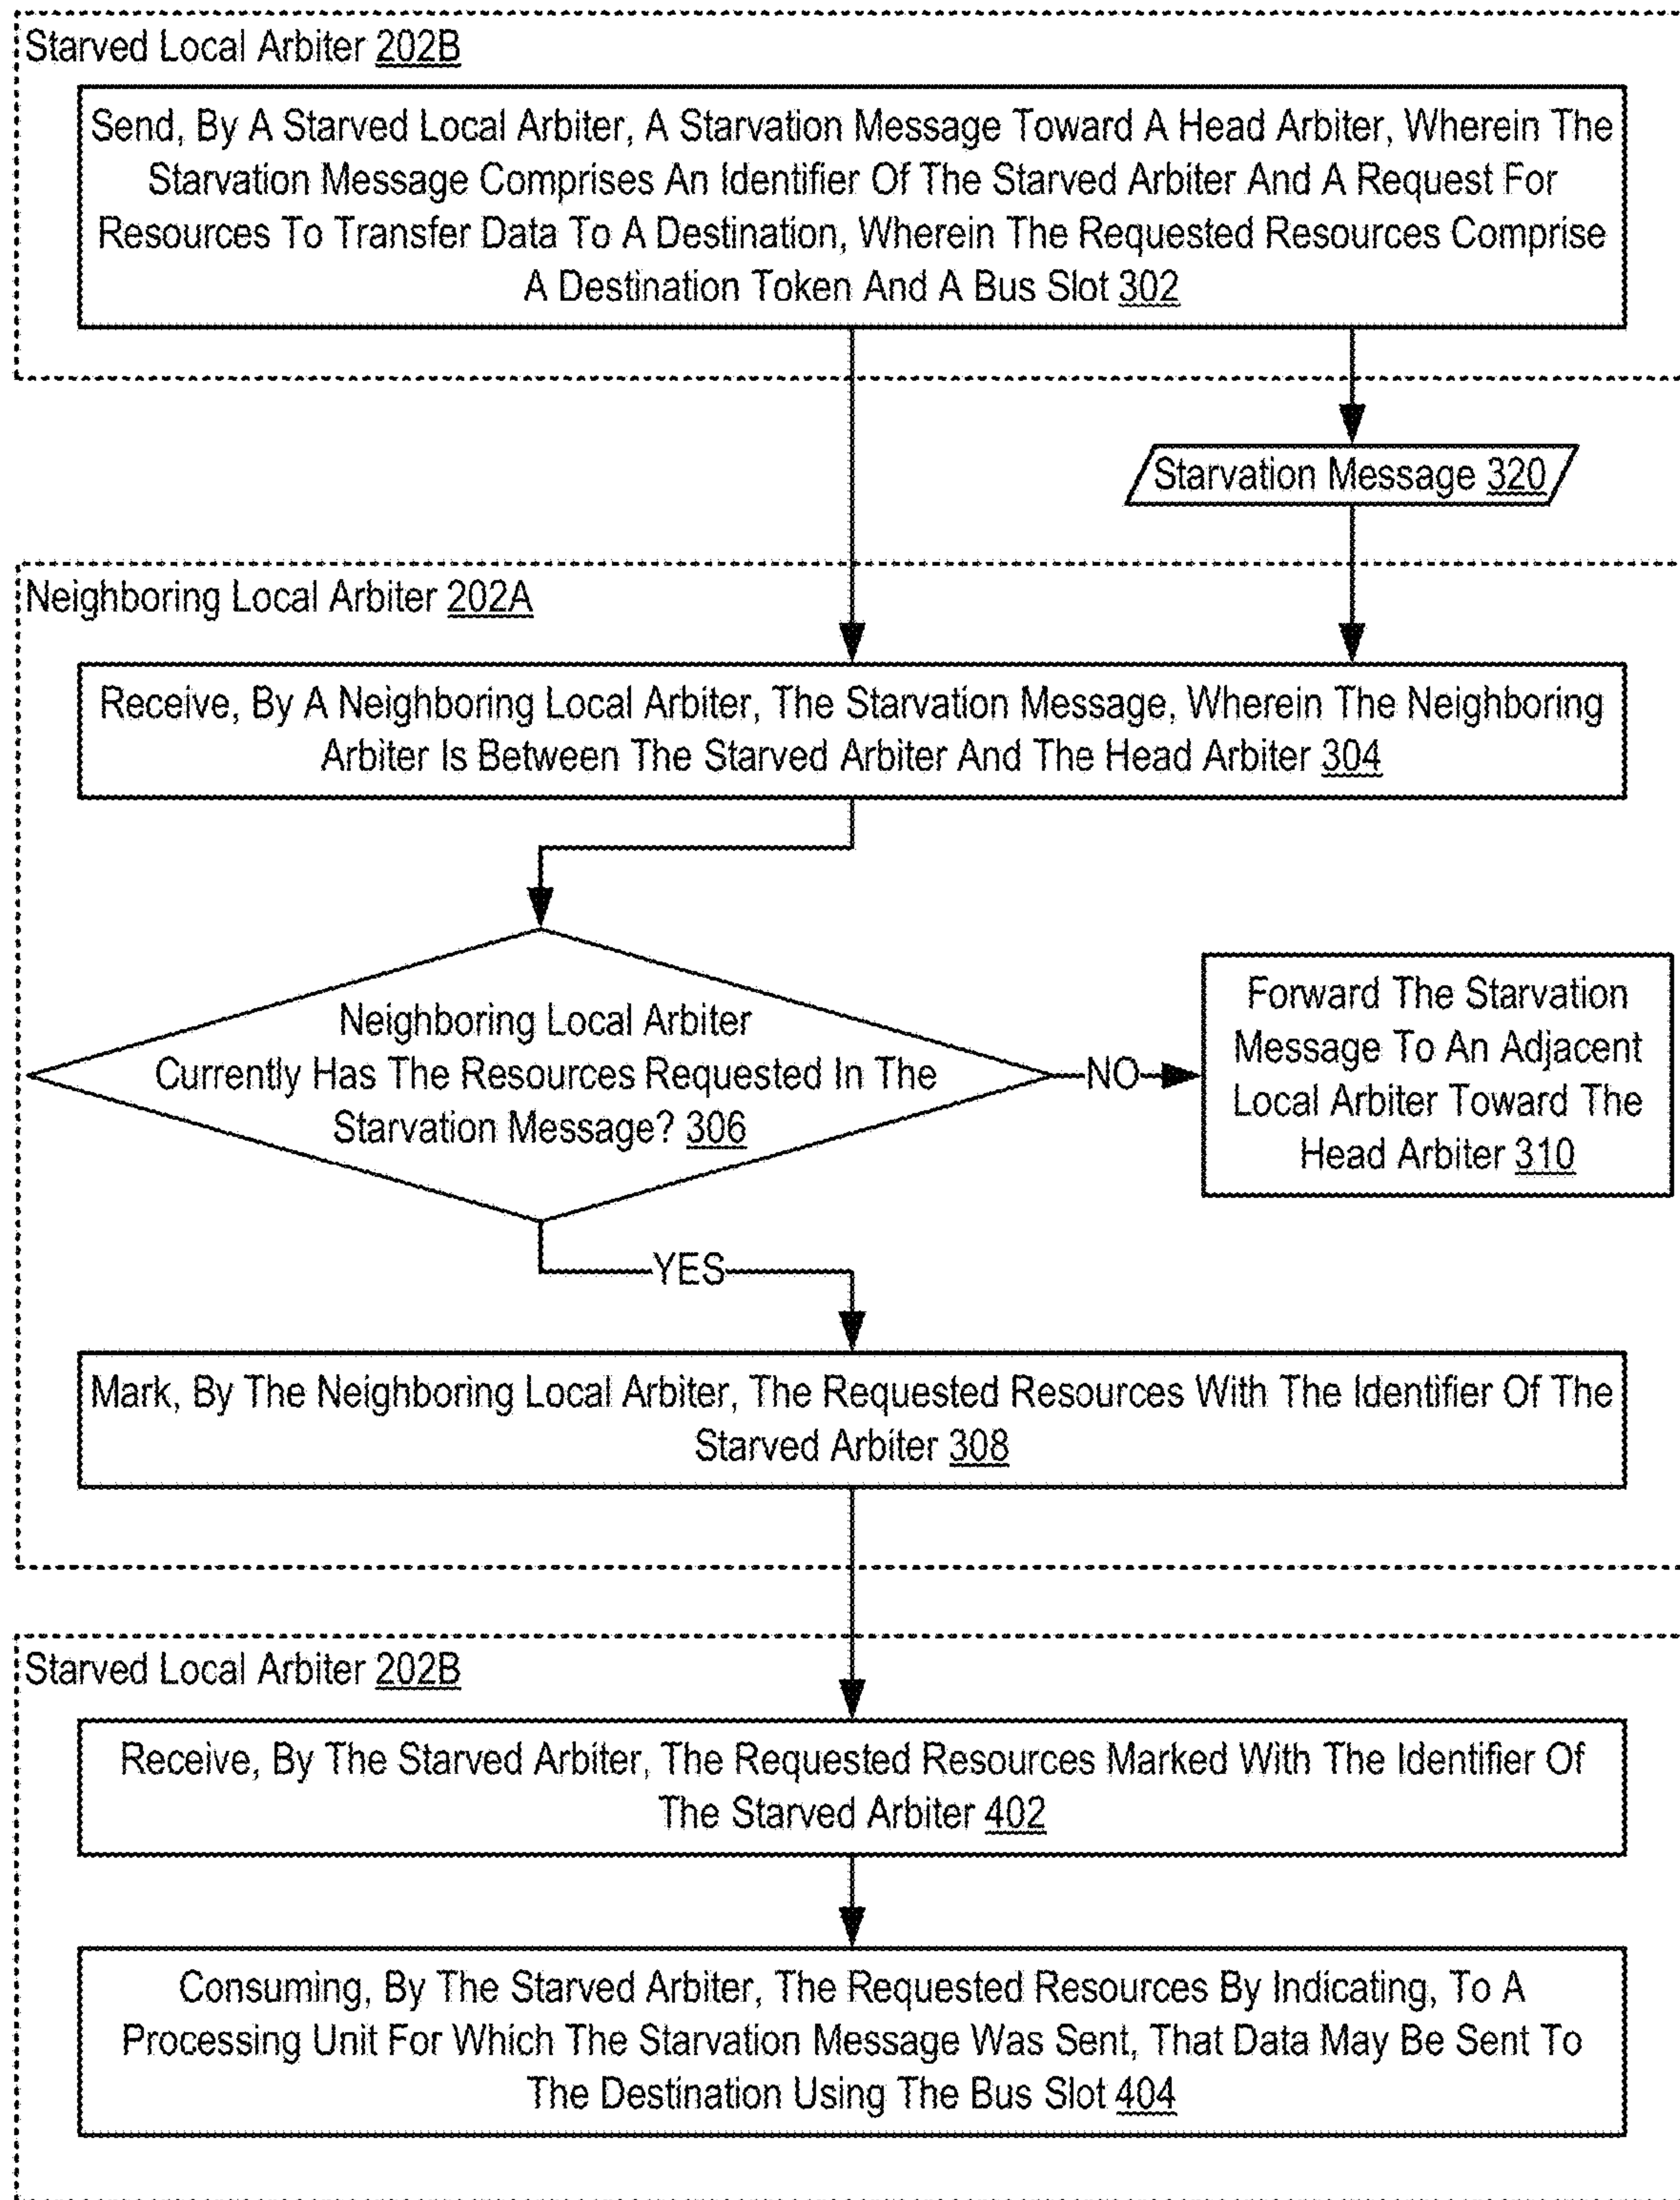 Starved Local Arbiter 202B
Send, By A Starved Local Arbiter, A Starvation Message Toward A Head Arbiter, Wherein The
Starvation Message Comprises An Identifier Of The Starved Arbiter And A Request For
Resources To Transfer Data To A Destination, Wherein The Requested Resources Comprise
A Destination Token And A Bus Slot 302
Starvation Message 320
Neighboring Local Arbiter 202A
Receive, By A Neighboring Local Arbiter, The Starvation Message, Wherein The Neighboring
Arbiter Is Between The Starved Arbiter And The Head Arbiter 304
Neighboring Local Arbiter
Currently Has The Resources Requested In The
Starvation Message? 306
NO
Forward The Starvation
Message To An Adjacent
Local Arbiter Toward The
Head Arbiter 310
YES
Mark, By The Neighboring Local Arbiter, The Requested Resources With The Identifier Of The
Starved Arbiter 308
Starved Local Arbiter 202B
Receive, By The Starved Arbiter, The Requested Resources Marked With The Identifier Of
The Starved Arbiter 402
Consuming, By The Starved Arbiter, The Requested Resources By Indicating, To A
Processing Unit For Which The Starvation Message Was Sent, That Data May Be Sent To
The Destination Using The Bus Slot 404